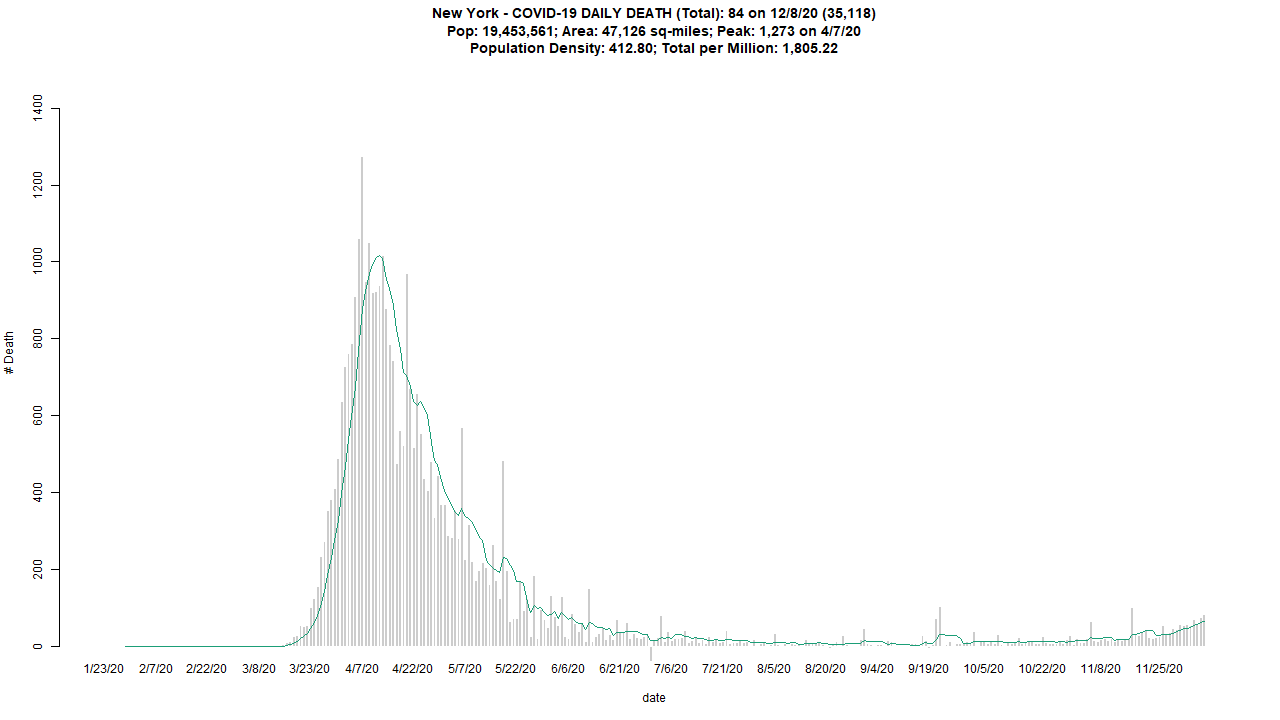 New York - COVID-19 DAILY DEATH (Total): 84 on 12/8/20 (35,118)
Pop: 19,453,561; Area: 47,126 sq-miles; Peak: 1,273 on 4/7/20
Population Density: 412.80; Total per Million: 1,805.22
1400
1200
1000
800
600
400
200
0
# Death
1/23/20 2/7/20 2/22/20 3/8/20 3/23/20 4/7/20 4/22/20 5/7/20 5/22/20 6/6/20 6/21/20 7/6/20 7/21/20 8/5/20 8/20/20 9/4/20 9/19/20 10/5/20 10/22/20 11/8/20 11/25/20
date